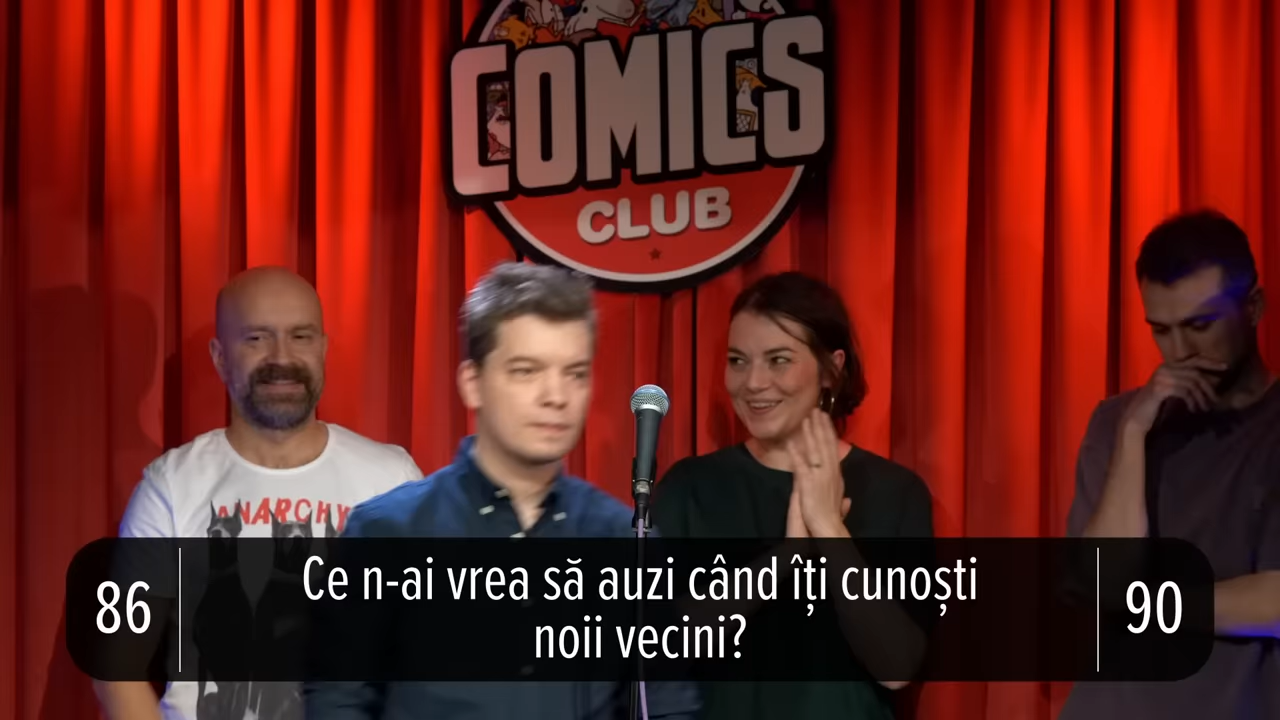 COMICS
CLUB
ANARCHY
86
Ce n-ai vrea să auzi când îți cunoști
noii vecini?
90